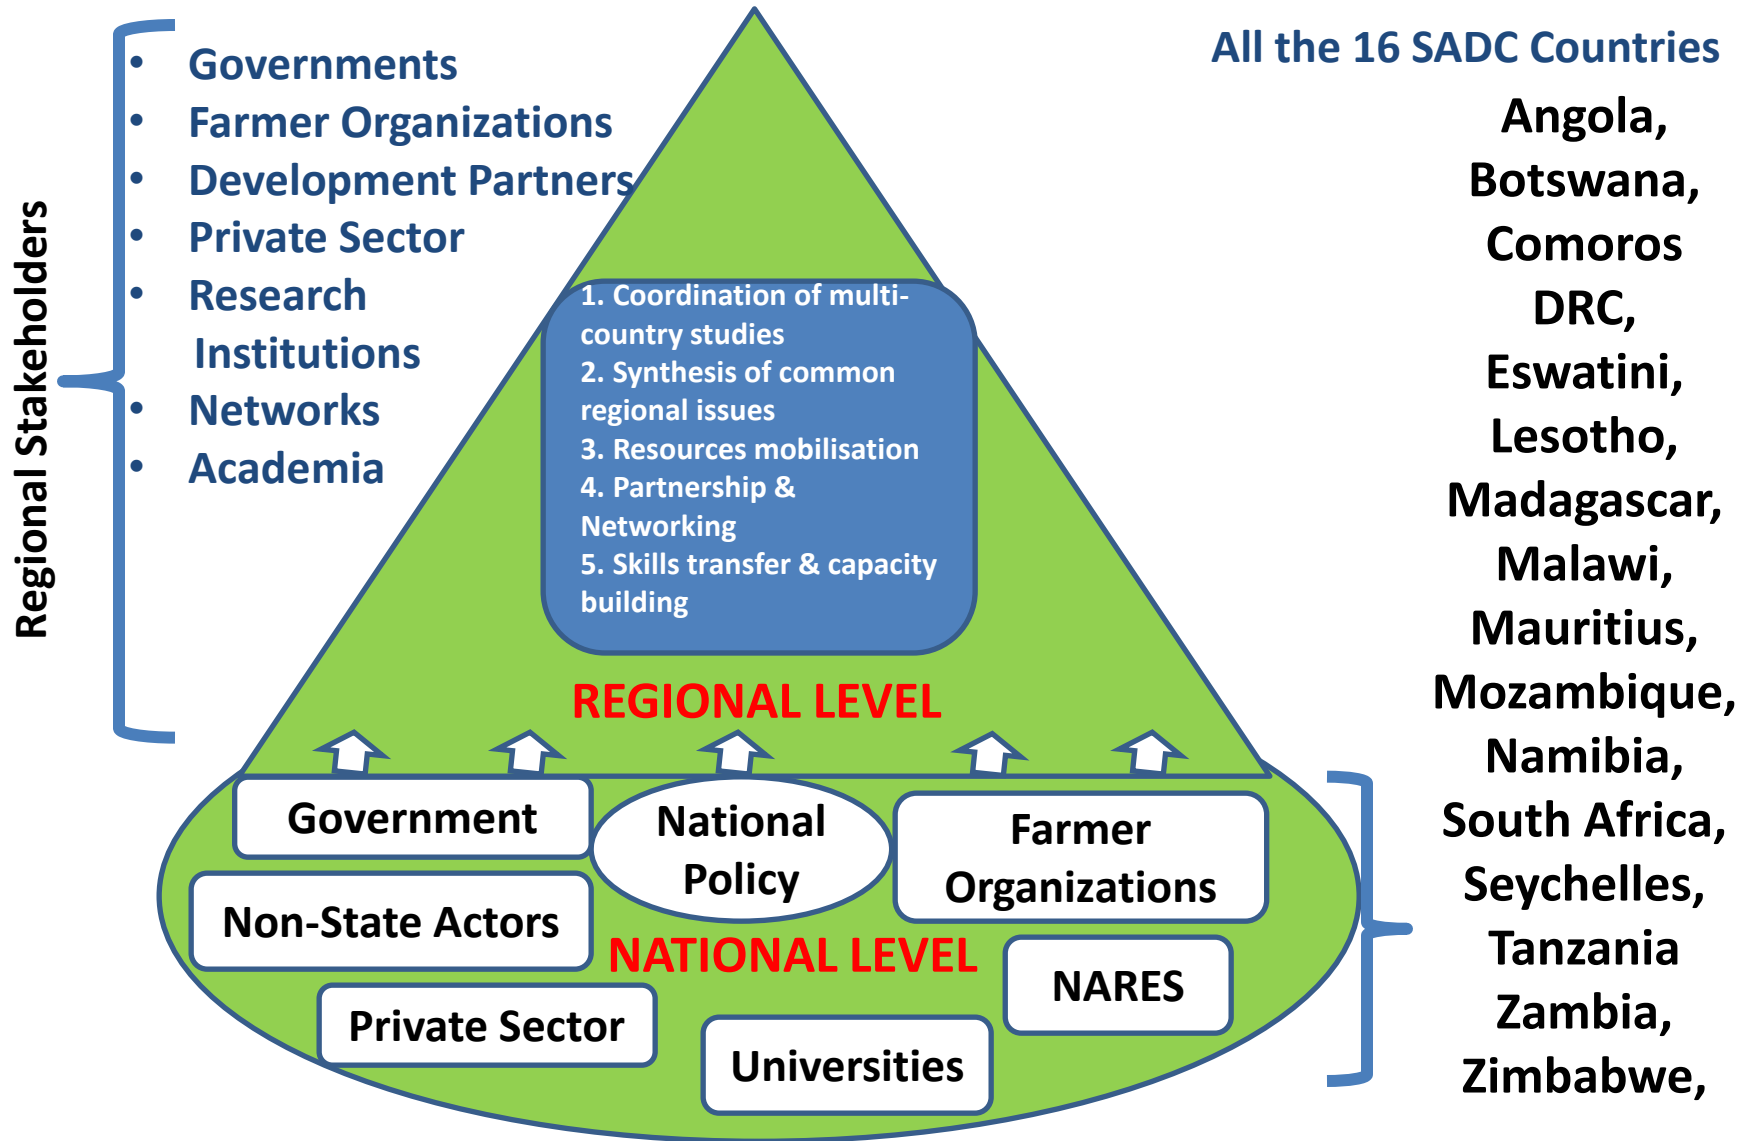 Regional Stakeholders
• Governments
• Farmer Organizations
• Development Partners
• Private Sector
• Research
Institutions
• Networks
• Academia
1. Coordination of multi-
country studies
2. Synthesis of common
regional issues
3. Resources mobilisation
4. Partnership &
Networking
5. Skills transfer & capacity
building
REGIONAL LEVEL
Government
National
Policy
Farmer
Organizations
Non-State Actors
NATIONAL LEVEL
NARES
Private Sector
Universities
All the 16 SADC Countries
Angola,
Botswana,
Comoros
DRC,
Eswatini,
Lesotho,
Madagascar,
Malawi,
Mauritius,
Mozambique,
Namibia,
South Africa,
Seychelles,
Tanzania
Zambia,
Zimbabwe,